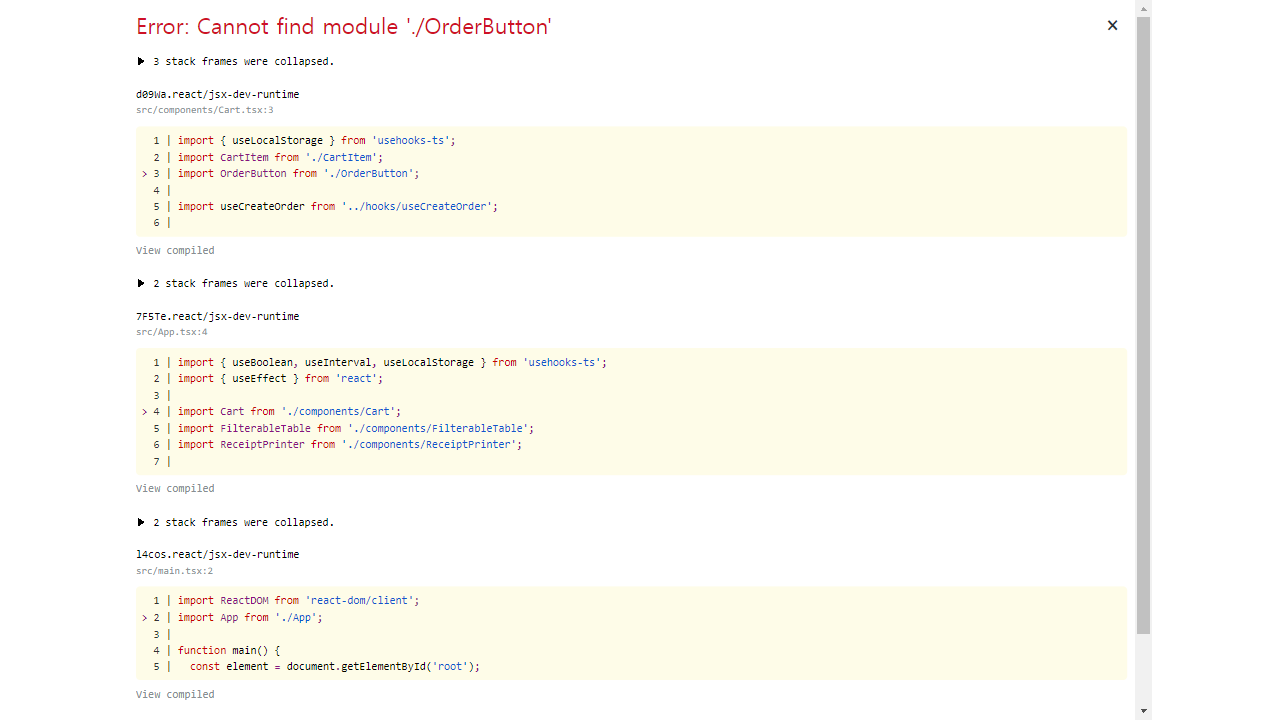 Error: Cannot find module './OrderButton'
×
▶ 3 stack frames were collapsed.
d09Wa.react/jsx-dev-runtime
src/components/Cart.tsx:3
1 | import { useLocalStorage } from 'usehooks-ts';
2 | import CartItem from './CartItem';
> 3 | import OrderButton from './OrderButton';
4 |
5 | import useCreateOrder from '../hooks/useCreateOrder';
6 |
View compiled
▶ 2 stack frames were collapsed.
7F5Te.react/jsx-dev-runtime
src/App.tsx:4
1 | import { useBoolean, useInterval, useLocalStorage } from 'usehooks-ts';
2 | import { useEffect } from 'react';
3 |
> 4 | import Cart from './components/Cart';
5 | import FilterableTable from './components/FilterableTable';
6 | import ReceiptPrinter from './components/ReceiptPrinter';
7 |
View compiled
▶ 2 stack frames were collapsed.
l4cos.react/jsx-dev-runtime
src/main.tsx:2
1 | import ReactDOM from 'react-dom/client';
> 2 | import App from './App';
3 |
4 | function main() {
5 |   const element = document.getElementById('root');
View compiled